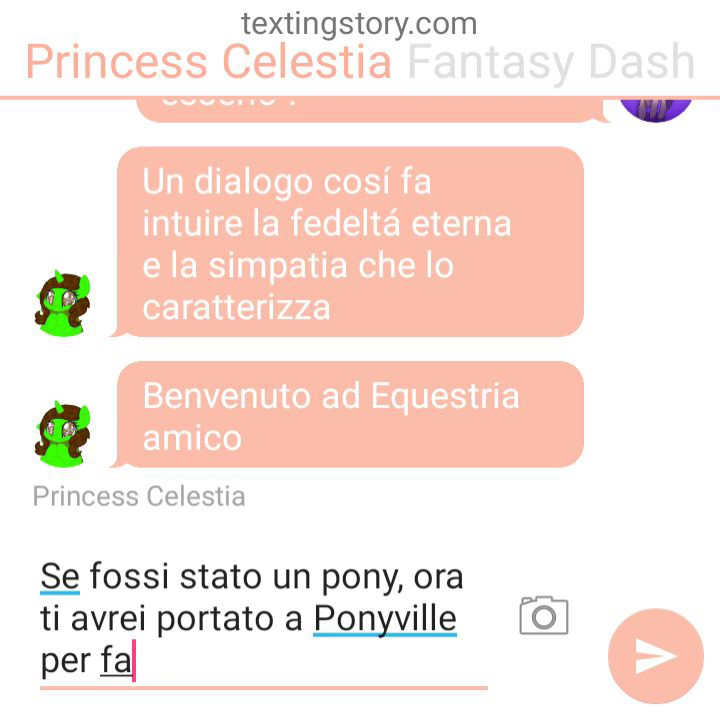 textingstory.com
Princess Celestia Fantasy Dash
Un dialogo cosí fa
intuire la fedeltá eterna
e la simpatia che lo
caratterizza
Benvenuto ad Equestria
amico
Princess Celestia
Se fossi stato un pony, ora
ti avrei portato a Ponyville
per fa